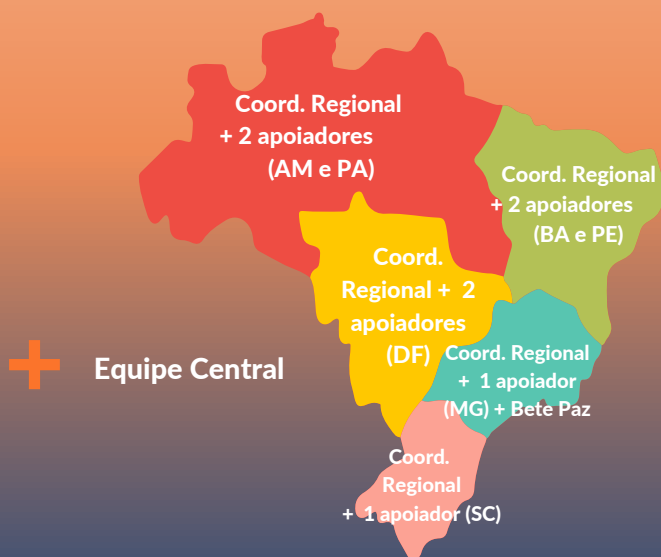 Coord. Regional
+ 2 apoiadores
(AM e PA)
Coord. Regional
+ 2 apoiadores
(BA e PE)
Coord.
Regional + 2
apoiadores
(DF)
Coord. Regional
+ 1 apoiador
(MG) + Bete Paz
+ Equipe Central
Coord.
Regional
+ 1 apoiador (SC)